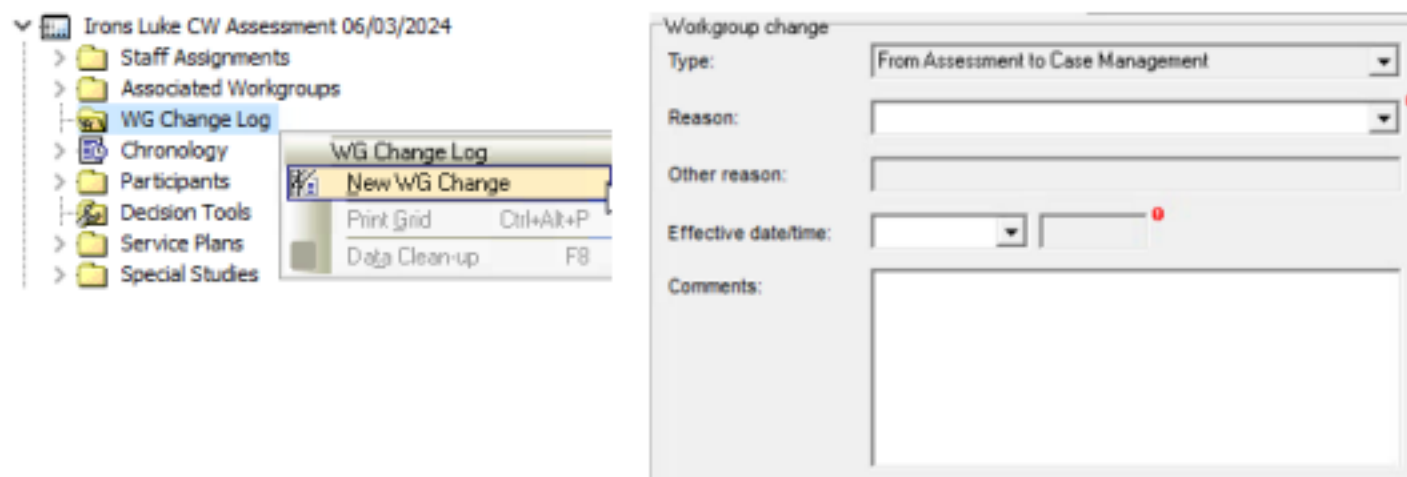 Irons Luke CW Assessment 06/03/2024
Staff Assignments
Associated Workgroups
WG Change Log
Chronology
Participants
Decision Tools
Service Plans
Special Studies
WG Change Log
New WG Change
Print Grid Ctrl+Alt+P
Data Clean-up F8
Workgroup change
Type: From Assessment to Case Management
Reason:
Other reason:
Effective date/time:
Comments: